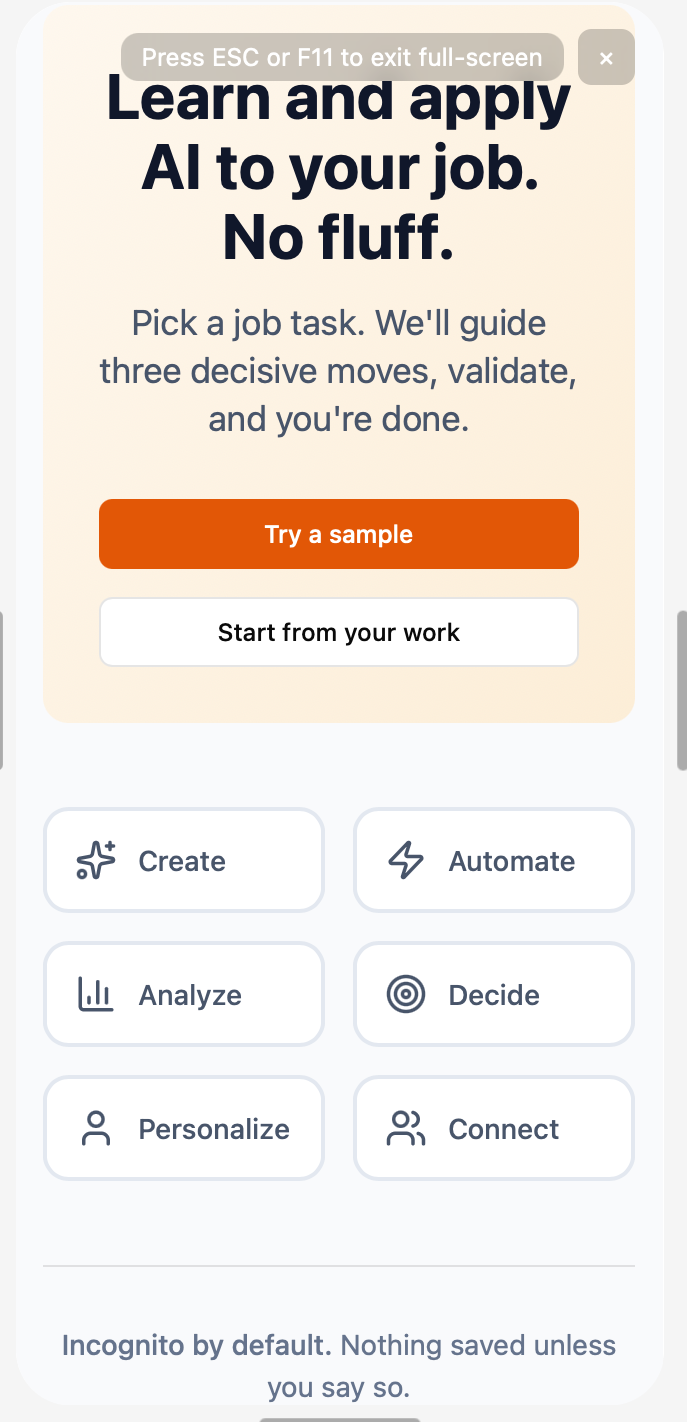 Press ESC or F11 to exit full-screen
×
Learn and apply
AI to your job.
No fluff.
Pick a job task. We'll guide
three decisive moves, validate,
and you're done.
Try a sample
Start from your work
Create
Automate
Analyze
Decide
Personalize
Connect
Incognito by default. Nothing saved unless
you say so.